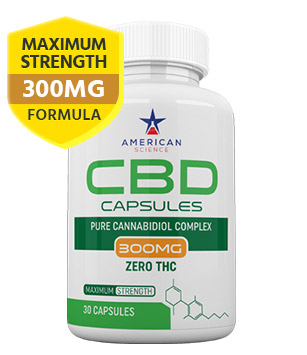 MAXIMUM
STRENGTH
300MG
FORMULA
AMERICAN
SCIENCE
CBD
CAPSULES
PURE CANNABIDIOL COMPLEX
300MG
ZERO THC
MAXIMUM STRENGTH
30 CAPSULES